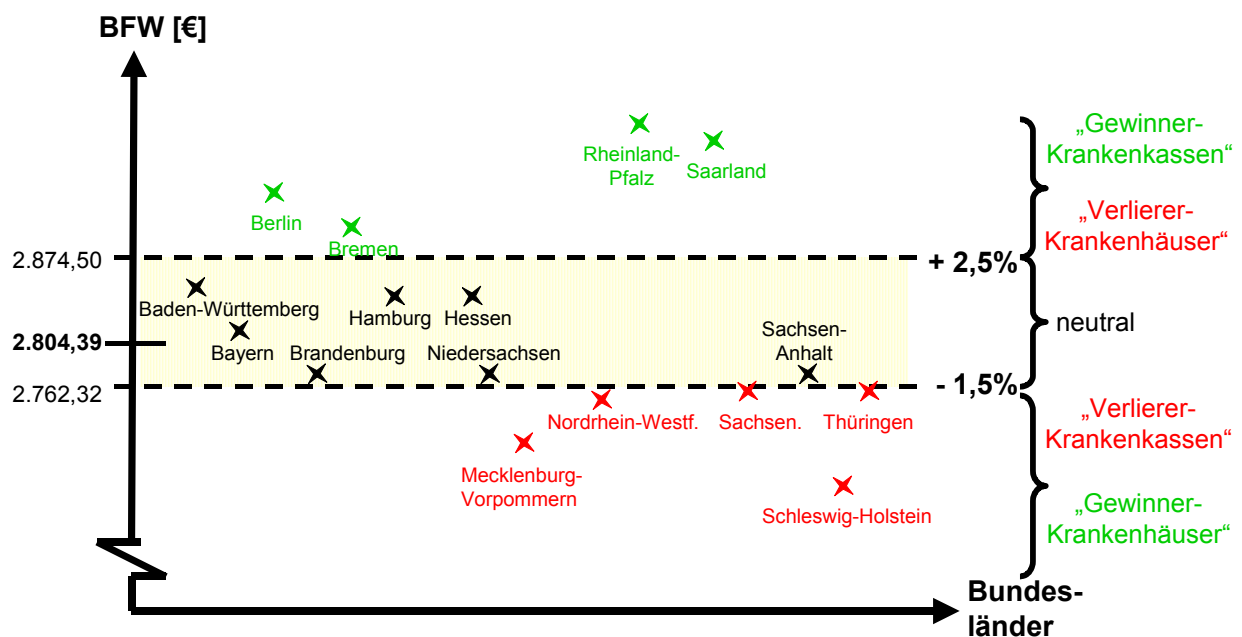 BFW [€]
„Gewinner-
Krankenkassen“
Rheinland-
Pfalz
Saarland
Berlin
Bremen
„Verlierer-
Krankenhäuser“
2.874,50
+ 2,5%
Baden-Württemberg
Hamburg
Hessen
Sachsen-
Anhalt
neutral
2.804,39
Bayern
Brandenburg
Niedersachsen
2.762,32
- 1,5%
Nordrhein-Westf.
Sachsen.
Thüringen
„Verlierer-
Krankenkassen“
Mecklenburg-
Vorpommern
Schleswig-Holstein
„Gewinner-
Krankenhäuser“
Bundes-
länder